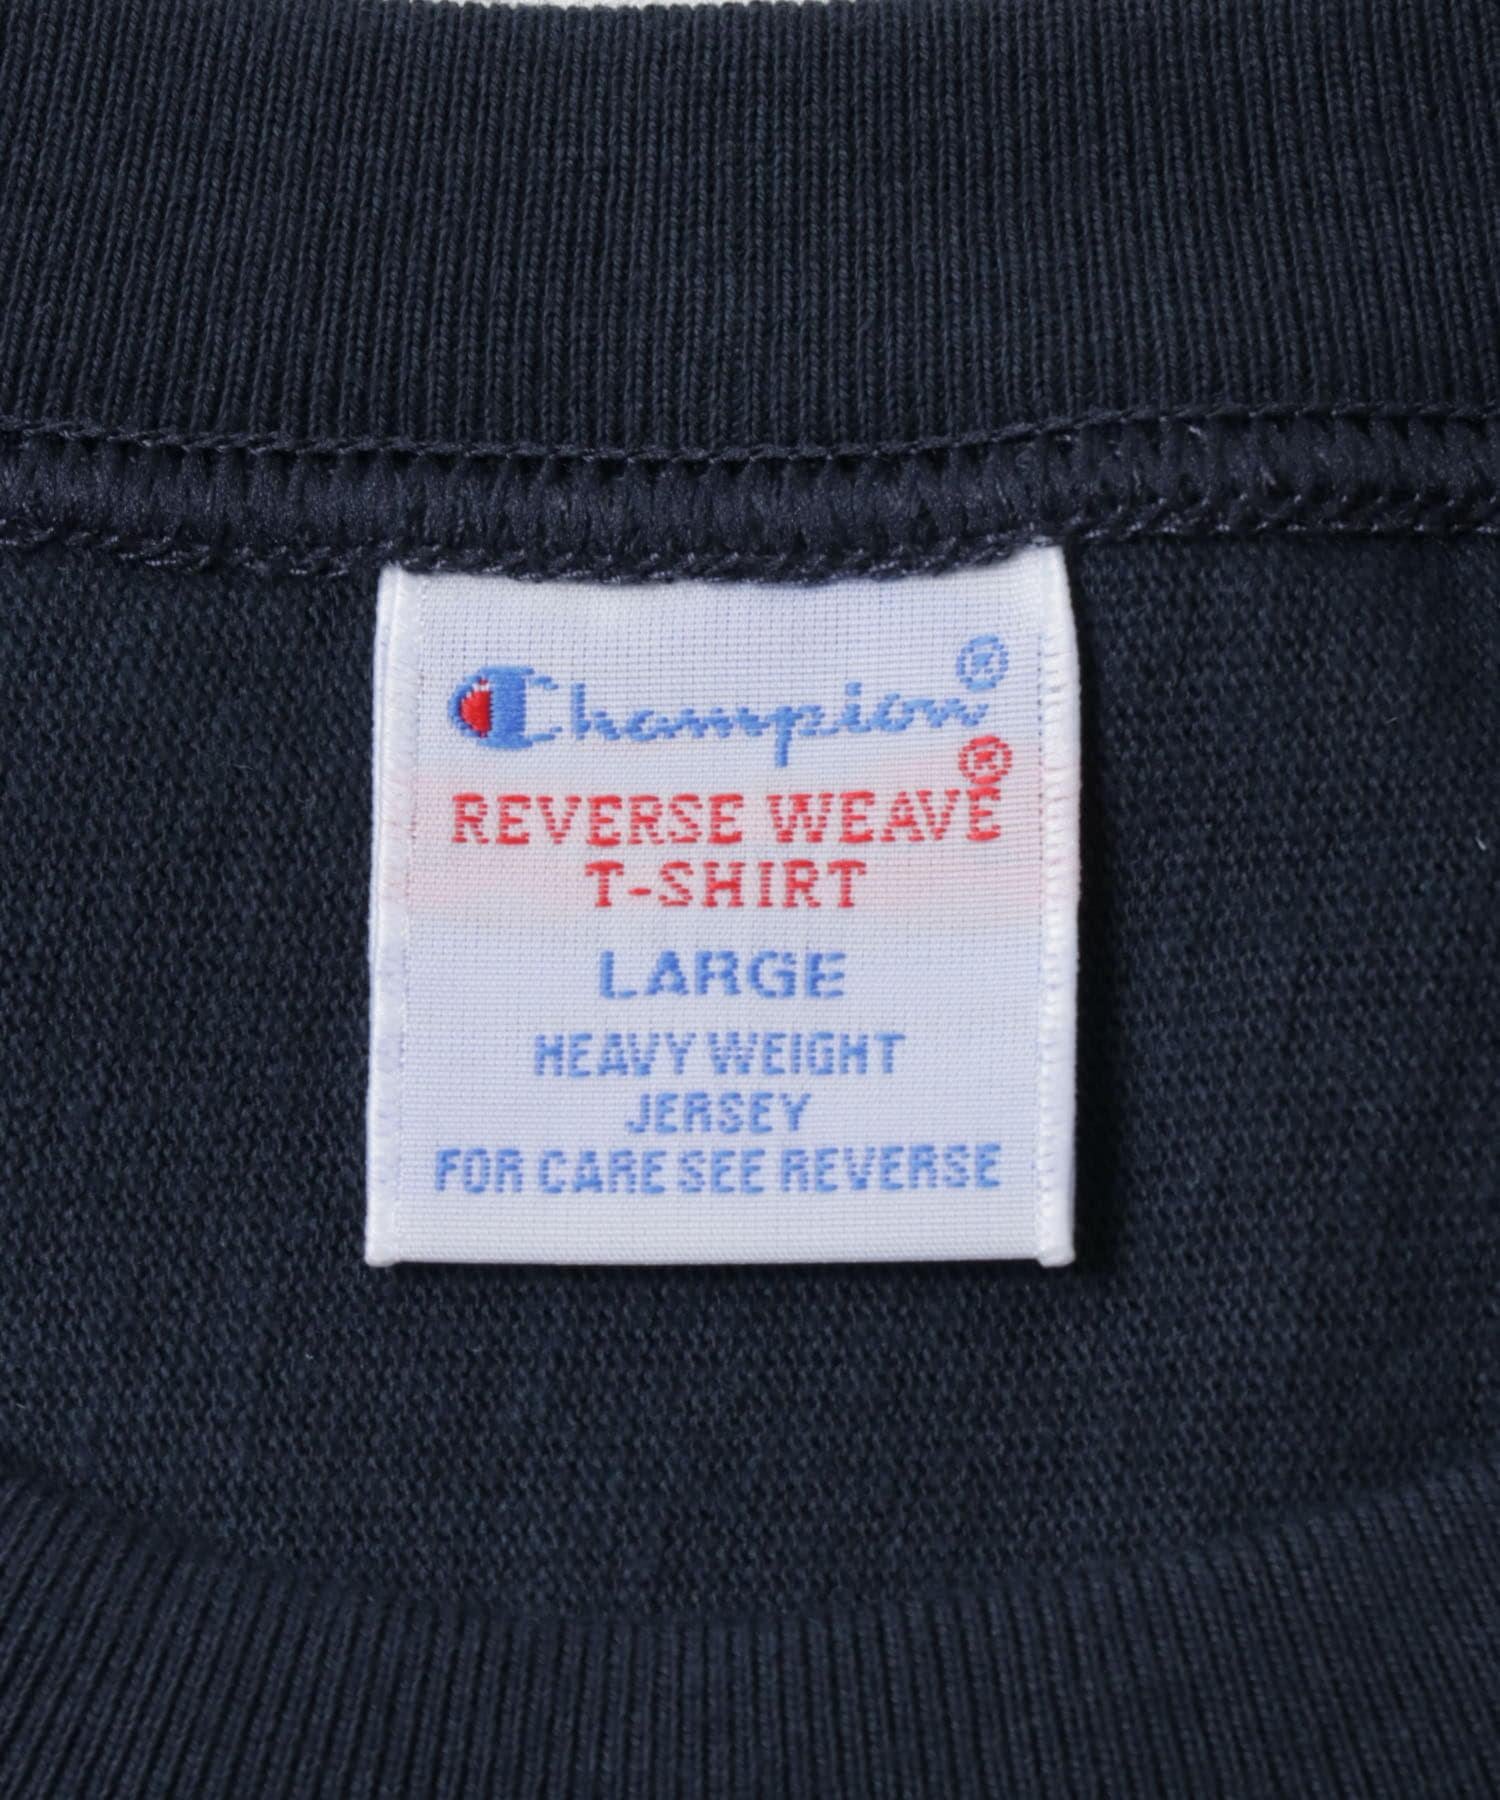 Champion®
REVERSE WEAVE®
T-SHIRT
LARGE
HEAVY WEIGHT
JERSEY
FOR CARE SEE REVERSE